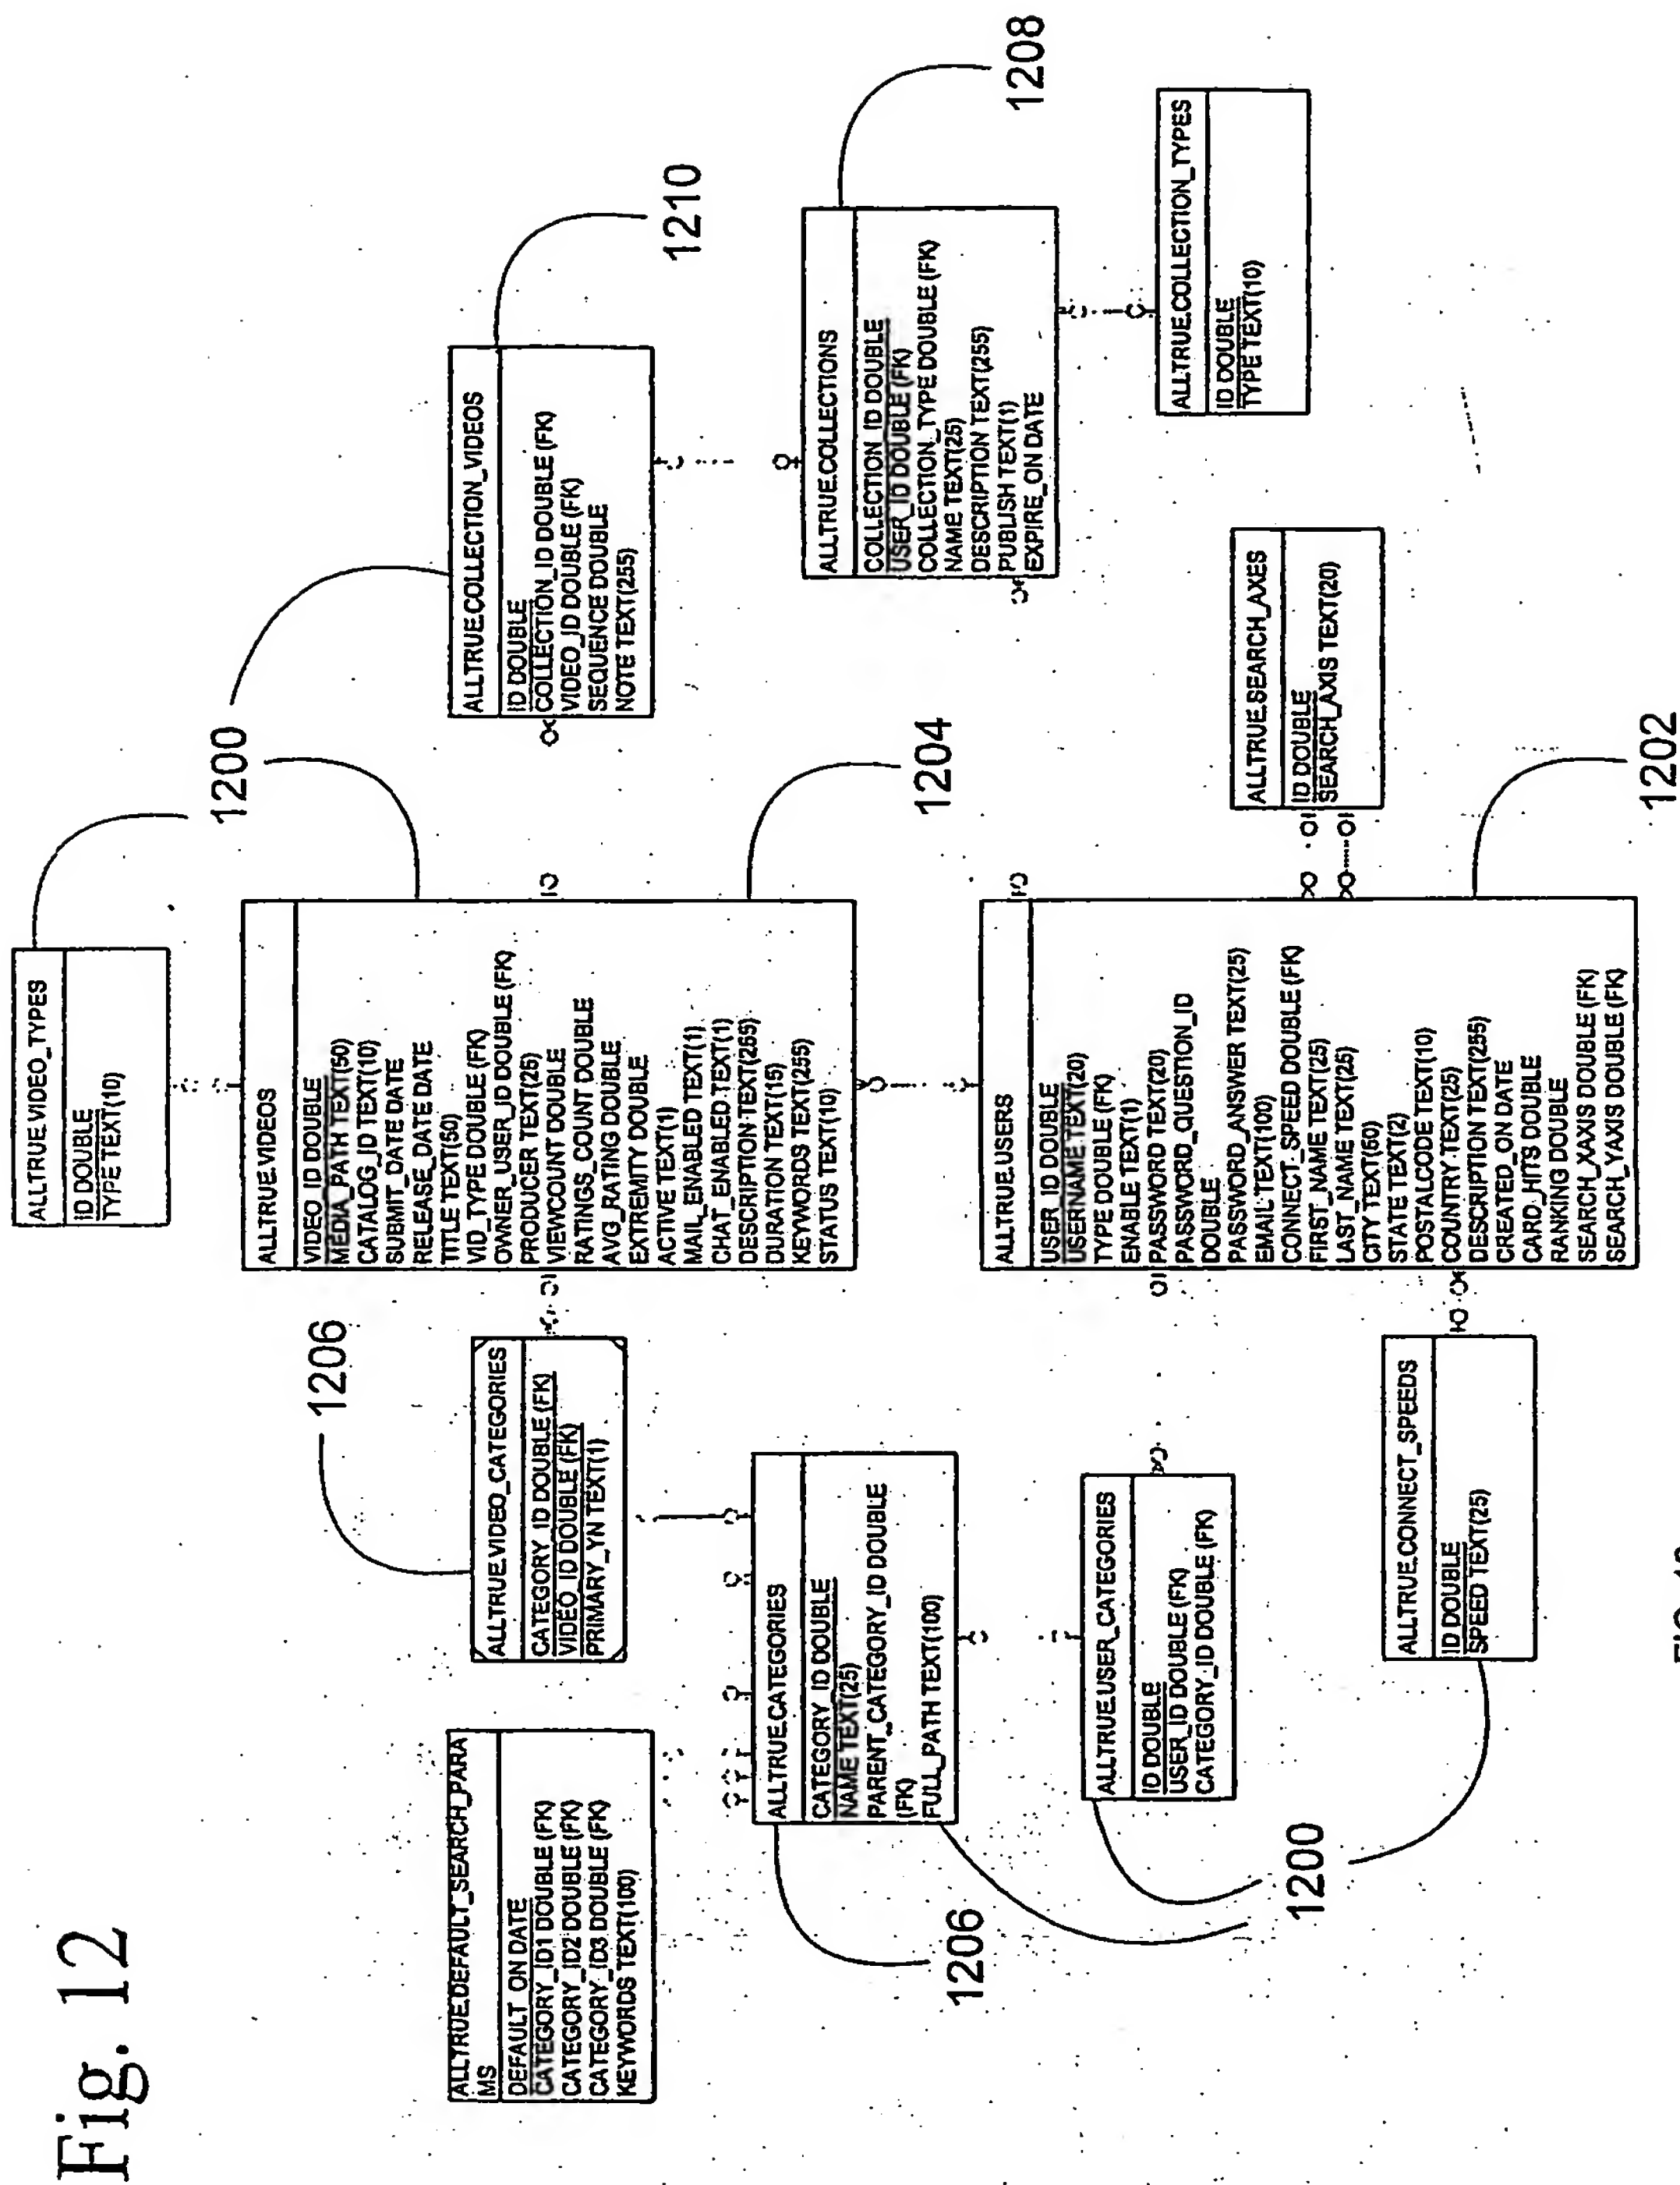 Fig. 12
ALLTRUE.DEFAULT_SEARCH_PARA
MS
DEFAULT_ON DATE
CATEGORY_ID1 DOUBLE (FK)
CATEGORY_ID2 DOUBLE (FK)
CATEGORY_ID3 DOUBLE (FK)
KEYWORDS TEXT(100)
1206
ALLTRUE.VIDEO_CATEGORIES
CATEGORY_ID DOUBLE (FK)
VIDEO_ID DOUBLE (FK)
PRIMARY_YN TEXT(1)
ALLTRUE.CATEGORIES
CATEGORY_ID DOUBLE
NAME TEXT(25)
PARENT_CATEGORY_ID DOUBLE
(FK)
FULL_PATH TEXT(100)
1206
ALLTRUE.USER_CATEGORIES
ID DOUBLE
USER_ID DOUBLE (FK)
CATEGORY_ID DOUBLE (FK)
1200
ALLTRUE.CONNECT_SPEEDS
ID DOUBLE
SPEED TEXT(25)
ALLTRUE.VIDEO_TYPES
ID DOUBLE
TYPE TEXT(10)
1200
ALLTRUE.VIDEOS
VIDEO_ID DOUBLE
MEDIA_PATH TEXT(50)
CATALOG_ID TEXT(10)
SUBMIT_DATE DATE
RELEASE_DATE DATE
TITLE TEXT(50)
VID_TYPE DOUBLE (FK)
OWNER_USER_ID DOUBLE (FK)
PRODUCER TEXT(25)
VIEWCOUNT DOUBLE
RATINGS_COUNT DOUBLE
AVG_RATING DOUBLE
EXTREMITY DOUBLE
ACTIVE TEXT(1)
MAIL_ENABLED TEXT(1)
CHAT_ENABLED TEXT(1)
DESCRIPTION TEXT(255)
DURATION TEXT(15)
KEYWORDS TEXT(255)
STATUS TEXT(10)
1204
ALLTRUE.USERS
USER_ID DOUBLE
USERNAME TEXT(20)
TYPE DOUBLE (FK)
ENABLE TEXT(1)
PASSWORD TEXT(20)
PASSWORD_QUESTION_ID
DOUBLE
PASSWORD_ANSWER TEXT(25)
EMAIL TEXT(100)
CONNECT_SPEED DOUBLE (FK)
FIRST_NAME TEXT(25)
LAST_NAME TEXT(25)
CITY TEXT(50)
STATE TEXT(2)
POSTALCODE TEXT(10)
COUNTRY TEXT(25)
DESCRIPTION TEXT(255)
CREATED_ON DATE
CARD_HITS DOUBLE
RANKING DOUBLE
SEARCH_XAXIS DOUBLE (FK)
SEARCH_YAXIS DOUBLE (FK)
1202
ALLTRUE.COLLECTION_VIDEOS
ID DOUBLE
COLLECTION_ID DOUBLE (FK)
VIDEO_ID DOUBLE (FK)
SEQUENCE DOUBLE
NOTE TEXT(255)
1210
ALLTRUE.COLLECTIONS
COLLECTION_ID DOUBLE
USER_ID DOUBLE (FK)
COLLECTION_TYPE DOUBLE (FK)
NAME TEXT(25)
DESCRIPTION TEXT(255)
PUBLISH TEXT(1)
EXPIRE_ON DATE
1208
ALLTRUE.COLLECTION_TYPES
ID DOUBLE
TYPE TEXT(10)
ALLTRUE.SEARCH_AXES
ID DOUBLE
SEARCH_AXIS TEXT(20)